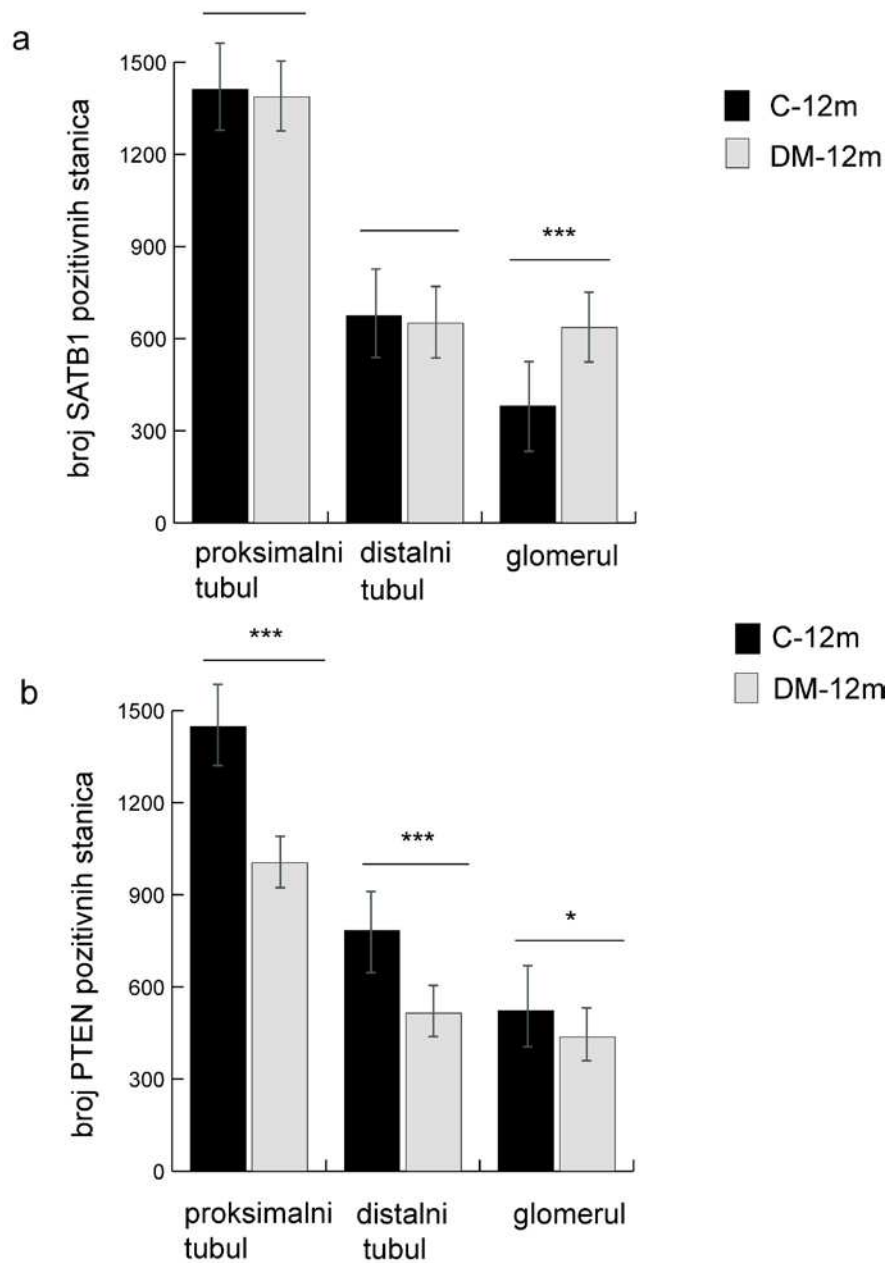 a
broj SATB1 pozitivnih stanica
1500
1200
900
600
300
0
***
C-12m
DM-12m
proksimalni
tubul
distalni
tubul
glomerul
b
broj PTEN pozitivnih stanica
1500
1200
900
600
300
0
***
***
*
C-12m
DM-12m
proksimalni
tubul
distalni
tubul
glomerul